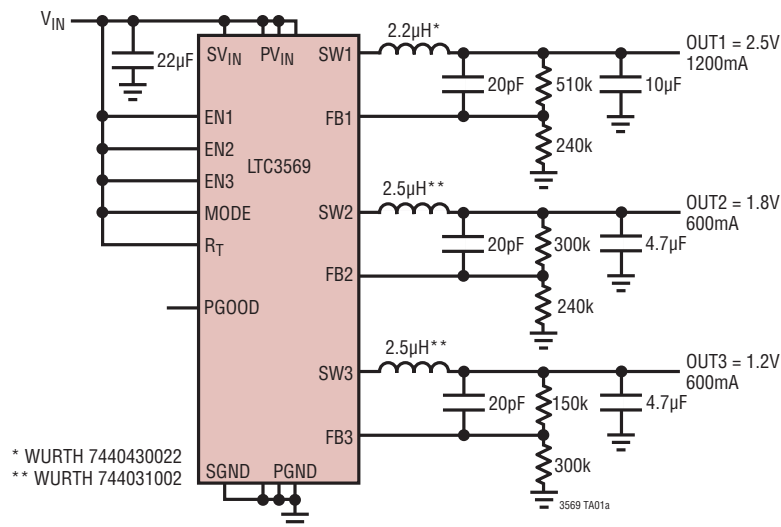 VIN
22µF
SVIN
PVIN
SW1
2.2µH*
OUT1 = 2.5V
1200mA
20pF
510k
10µF
EN1
FB1
EN2
240k
LTC3569
EN3
2.5µH**
MODE
SW2
OUT2 = 1.8V
600mA
RT
20pF
300k
4.7µF
FB2
PGOOD
240k
2.5µH**
SW3
OUT3 = 1.2V
600mA
20pF
150k
4.7µF
FB3
* WURTH 7440430022
** WURTH 744031002
SGND
PGND
300k
3569 TA01a